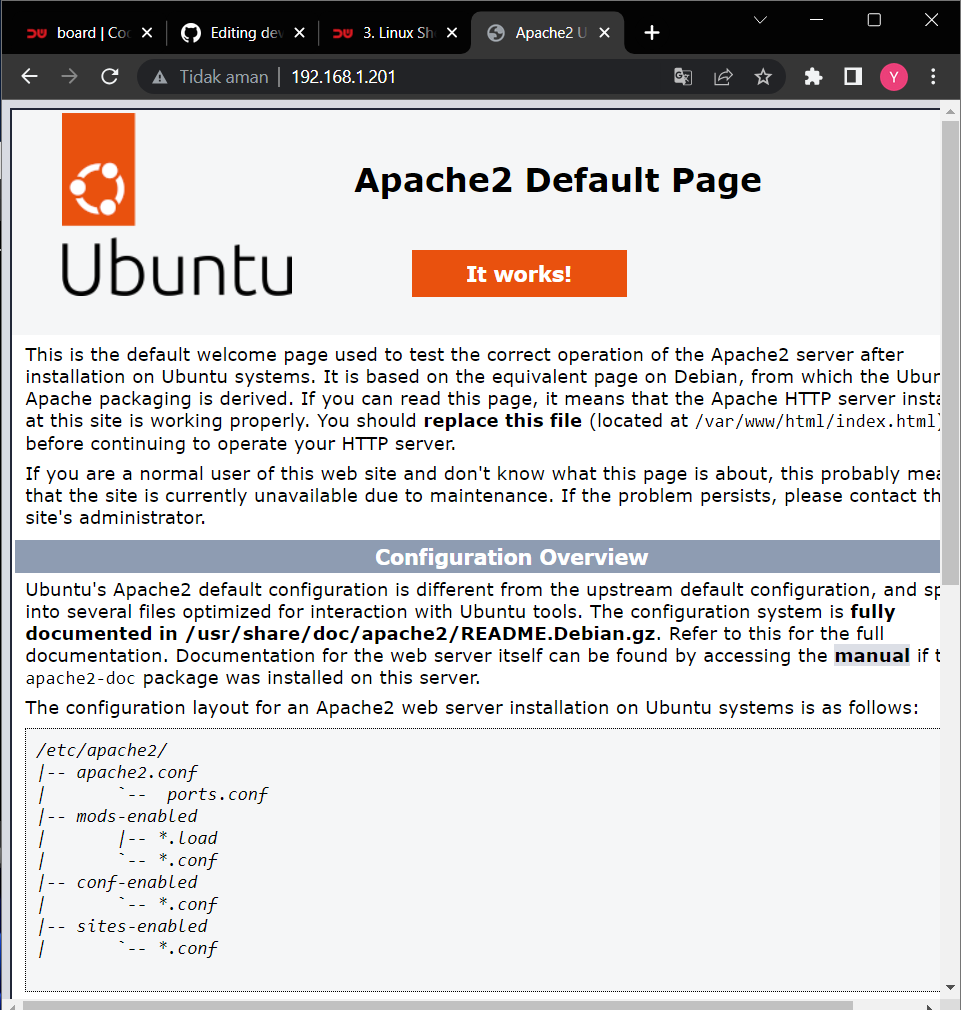 board | Co
Editing de
3. Linux Sh
Apache2 U
Tidak aman
192.168.1.201
Y
Ubuntu
Apache2 Default Page
It works!
This is the default welcome page used to test the correct operation of the Apache2 server after
installation on Ubuntu systems. It is based on the equivalent page on Debian, from which the Ubun
Apache packaging is derived. If you can read this page, it means that the Apache HTTP server insta
at this site is working properly. You should replace this file (located at /var/www/html/index.html)
before continuing to operate your HTTP server.
If you are a normal user of this web site and don't know what this page is about, this probably mea
that the site is currently unavailable due to maintenance. If the problem persists, please contact th
site's administrator.
Configuration Overview
Ubuntu's Apache2 default configuration is different from the upstream default configuration, and sp
into several files optimized for interaction with Ubuntu tools. The configuration system is fully
documented in /usr/share/doc/apache2/README.Debian.gz. Refer to this for the full
documentation. Documentation for the web server itself can be found by accessing the manual if t
apache2-doc package was installed on this server.
The configuration layout for an Apache2 web server installation on Ubuntu systems is as follows:
/etc/apache2/
|-- apache2.conf
|       `--  ports.conf
|-- mods-enabled
|       |-- *.load
|       `-- *.conf
|-- conf-enabled
|       `-- *.conf
|-- sites-enabled
|       `-- *.conf